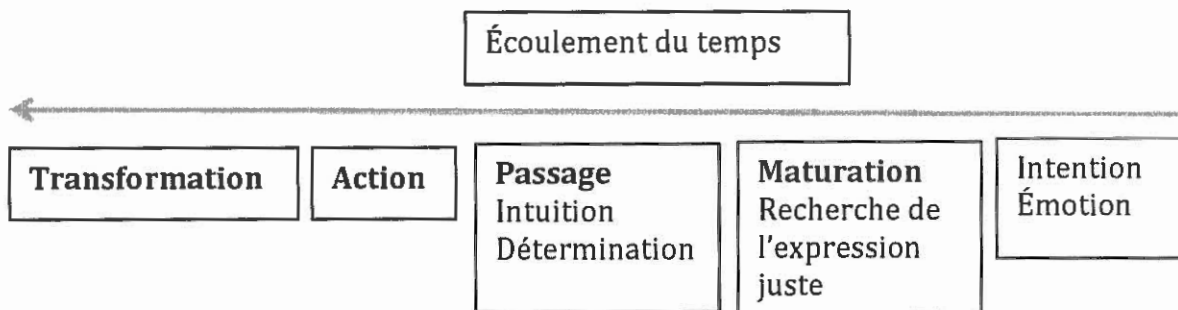 Écoulement du temps
Transformation
Action
Passage
Intuition
Détermination
Maturation
Recherche de
l'expression
juste
Intention
Émotion